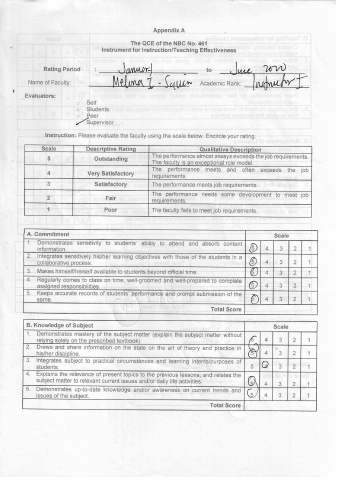 Appendix A
The QCE of the NBC No. 461
Instrument for Instruction/Teaching Effectiveness
Rating Period : January to June 2020
Name of Faculty: Academic Rank: Instructor I
Evaluators:
Self
Students
Peer
Supervisor
Instruction: Please evaluate the faculty using the scale below. Encircle your rating.
Scale Descriptive Rating Qualitative Description
5 Outstanding The performance almost always exceeds the job requirements.
The faculty is an exceptional role model
4 Very Satisfactory The performance meets and often exceeds the job
requirements.
3 Satisfactory The performance meets job requirements
2 Fair The performance needs some development to meet job
requirements.
1 Poor The faculty fails to meet job requirements.
A. Commitment Scale
1. Demonstrates sensitivity to students' ability to attend and absorb content
information. 5 4 3 2 1
2. Integrates sensitively his/her learning objectives with those of the students in a
collaborative process. 5 4 3 2 1
3. Makes himself/herself available to students beyond official time. 5 4 3 2 1
4. Regularly comes to class on time, well-groomed and well-prepared to complete
assigned responsibilities. 5 4 3 2 1
5. Keeps accurate records of students' performance and prompt submission of the
same. 5 4 3 2 1
Total Score
B. Knowledge of Subject Scale
1. Demonstrates mastery of the subject matter (explain the subject matter without
relying solely on the prescribed textbook) 5 4 3 2 1
2. Draws and share information on the state on the art of theory and practice in
his/her discipline. 5 4 3 2 1
3. Integrates subject to practical circumstances and learning intents/purposes of
students. 5 4 3 2 1
4. Explains the relevance of present topics to the previous lessons, and relates the
subject matter to relevant current issues and/or daily life activities. 5 4 3 2 1
5. Demonstrates up-to-date knowledge and/or awareness on current trends and
issues of the subject. 5 4 3 2 1
Total Score